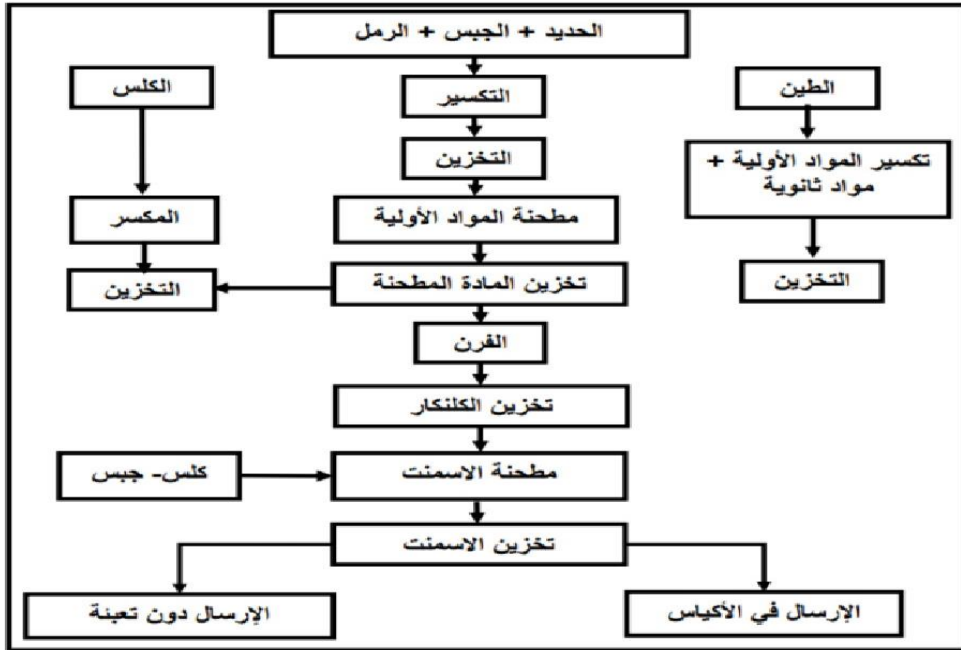 الحديد + الجبس + الرمل
الكلس
التكسير
الطين
التخزين
تكسير المواد الأولية +
مواد ثانوية
المكسر
مطحنة المواد الأولية
التخزين
تخزين المادة المطحنة
التخزين
الفرن
تخزين الكلنكار
كلس- جبس
مطحنة الاسمنت
تخزين الاسمنت
الإرسال في الأكياس
الإرسال دون تعبئة